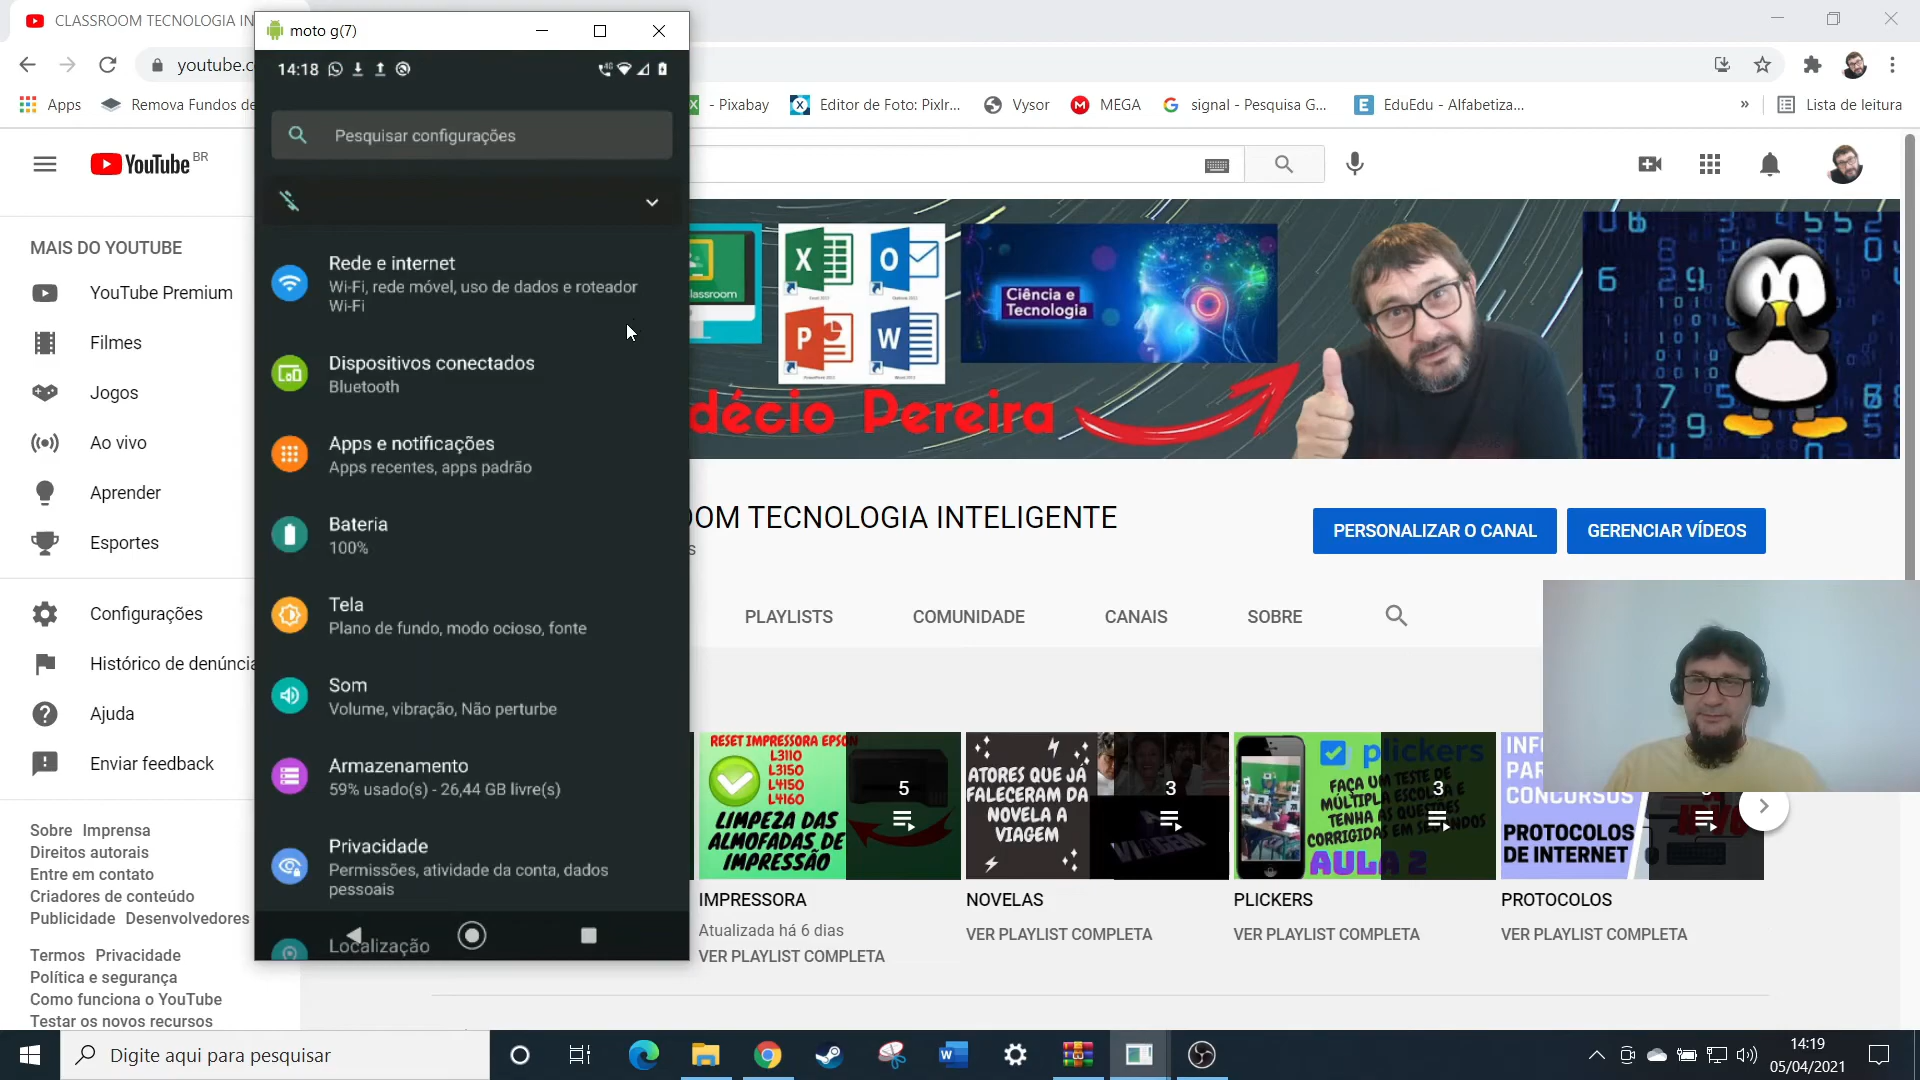 CLASSROOM TECNOLOGIA IN
moto g(7)
youtube.c
Apps
Remova Fundos de
- Pixabay
Editor de Foto: Pixlr...
Vysor
MEGA
signal - Pesquisa G...
EduEdu - Alfabetiza...
»
Lista de leitura
14:18
Pesquisar configurações
Rede e internet
Wi-Fi, rede móvel, uso de dados e roteador
Wi-Fi
Dispositivos conectados
Bluetooth
Apps e notificações
Apps recentes, apps padrão
Bateria
100%
Tela
Plano de fundo, modo ocioso, fonte
Som
Volume, vibração, Não perturbe
Armazenamento
59% usado(s) - 26,44 GB livre(s)
Privacidade
Permissões, atividade da conta, dados
pessoais
Localização
YouTube BR
MAIS DO YOUTUBE
YouTube Premium
Filmes
Jogos
Ao vivo
Aprender
Esportes
Configurações
Histórico de denúncia
Ajuda
Enviar feedback
Sobre Imprensa
Direitos autorais
Entre em contato
Criadores de conteúdo
Publicidade Desenvolvedores
Termos Privacidade
Política e segurança
Como funciona o YouTube
Testar os novos recursos
lassroom
Ciência e
Tecnologia
décio Pereira
OOM TECNOLOGIA INTELIGENTE
s
PERSONALIZAR O CANAL
GERENCIAR VÍDEOS
PLAYLISTS
COMUNIDADE
CANAIS
SOBRE
RESET IMPRESSORA EPSON
L3110
L3150
L4150
L4160
LIMPEZA DAS
ALMOFADAS DE
IMPRESSÃO
5
IMPRESSORA
Atualizada há 6 dias
VER PLAYLIST COMPLETA
ATORES QUE JÁ
FALECERAM DA
NOVELA A
VIAGEM
3
NOVELAS
VER PLAYLIST COMPLETA
plickers
FAÇA UM TESTE DE
MÚLTIPLA ESCOLHA E
TENHA AS QUESTÕES
CORRIGIDAS EM SEGUNDOS
AULA 2
3
PLICKERS
VER PLAYLIST COMPLETA
INF
PAR
CONCURSOS
PROTOCOLOS
DE INTERNET
PROTOCOLOS
VER PLAYLIST COMPLETA
Digite aqui para pesquisar
14:19
05/04/2021